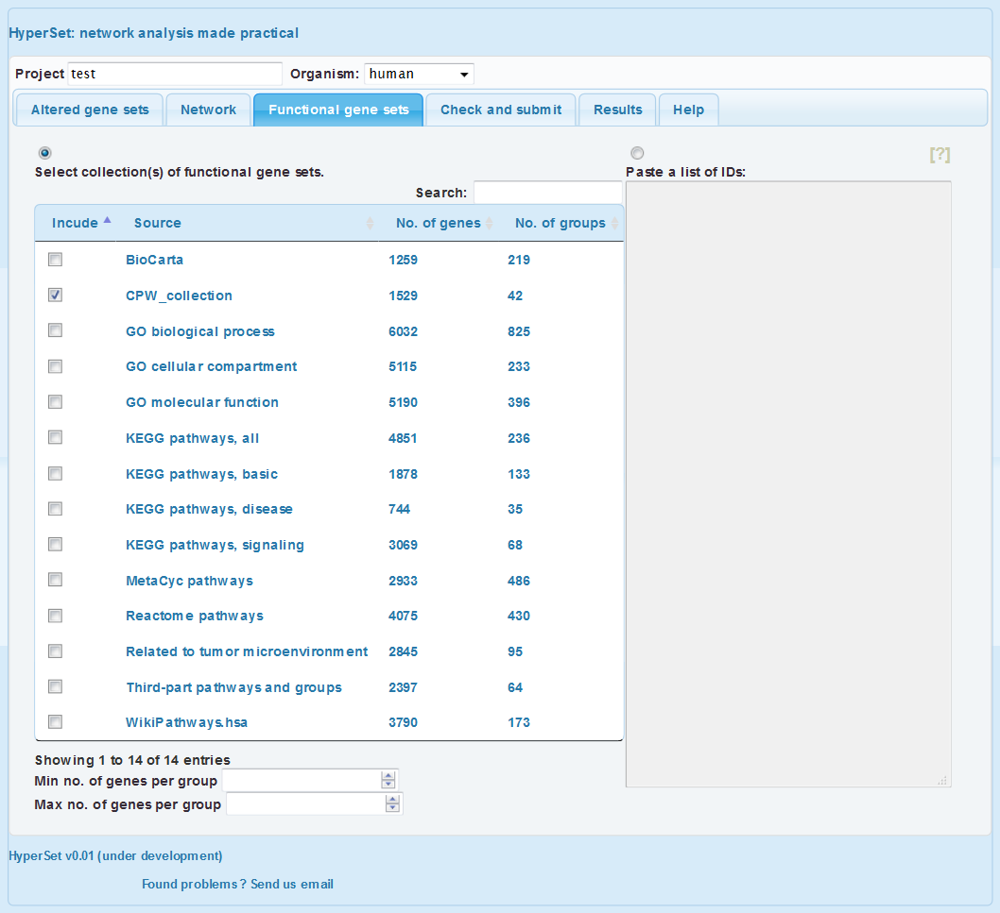 HyperSet: network analysis made practical
Project test Organism: human
Altered gene sets Network Functional gene sets Check and submit Results Help
[?]
Select collection(s) of functional gene sets. Paste a list of IDs:
Search:
Incude Source No. of genes No. of groups
BioCarta 1259 219
CPW_collection 1529 42
GO biological process 6032 825
GO cellular compartment 5115 233
GO molecular function 5190 396
KEGG pathways, all 4851 236
KEGG pathways, basic 1878 133
KEGG pathways, disease 744 35
KEGG pathways, signaling 3069 68
MetaCyc pathways 2933 486
Reactome pathways 4075 430
Related to tumor microenvironment 2845 95
Third-part pathways and groups 2397 64
WikiPathways.hsa 3790 173
Showing 1 to 14 of 14 entries
Min no. of genes per group
Max no. of genes per group
HyperSet v0.01 (under development)
Found problems? Send us email